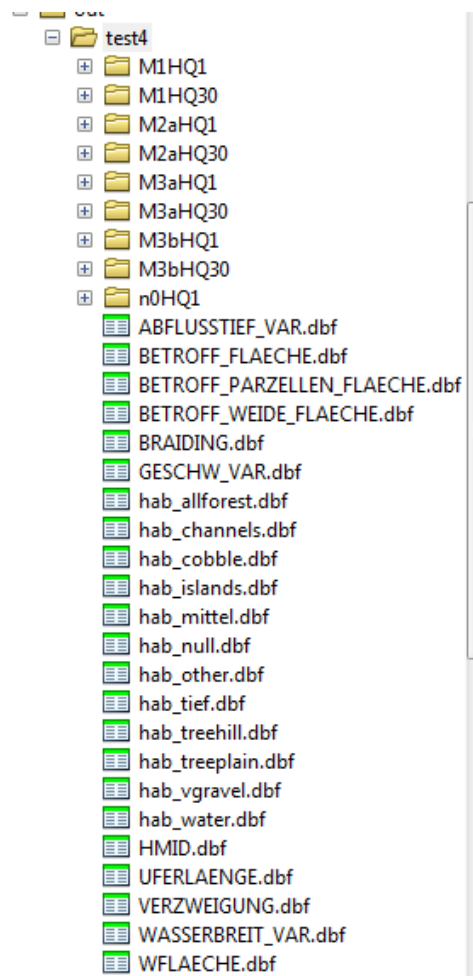 out
test4
M1HQ1
M1HQ30
M2aHQ1
M2aHQ30
M3aHQ1
M3aHQ30
M3bHQ1
M3bHQ30
n0HQ1
ABFLUSSTIEF_VAR.dbf
BETROFF_FLAECHE.dbf
BETROFF_PARZELLEN_FLAECHE.dbf
BETROFF_WEIDE_FLAECHE.dbf
BRAIDING.dbf
GESCHW_VAR.dbf
hab_allforest.dbf
hab_channels.dbf
hab_cobble.dbf
hab_islands.dbf
hab_mittel.dbf
hab_null.dbf
hab_other.dbf
hab_tief.dbf
hab_treehill.dbf
hab_treeplain.dbf
hab_vgravel.dbf
hab_water.dbf
HMID.dbf
UFERLAENGE.dbf
VERZWEIGUNG.dbf
WASSERBREIT_VAR.dbf
WFLAECHE.dbf